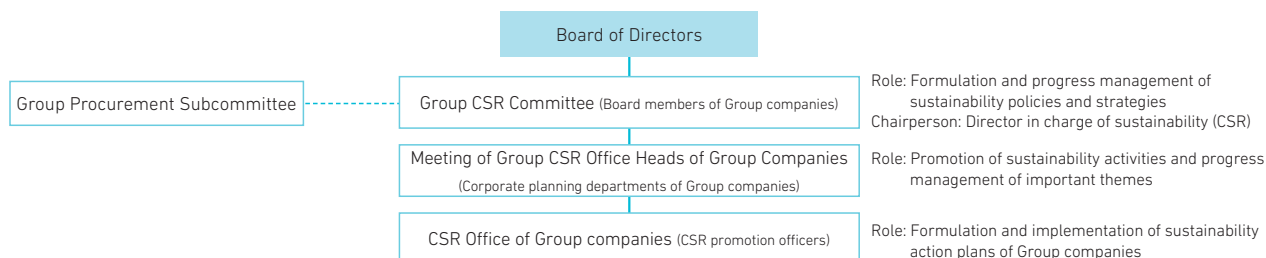 Board of Directors
Group Procurement Subcommittee
Group CSR Committee (Board members of Group companies)
Role: Formulation and progress management of
sustainability policies and strategies
Chairperson: Director in charge of sustainability (CSR)
Meeting of Group CSR Office Heads of Group Companies
(Corporate planning departments of Group companies)
Role: Promotion of sustainability activities and progress
management of important themes
CSR Office of Group companies (CSR promotion officers)
Role: Formulation and implementation of sustainability
action plans of Group companies